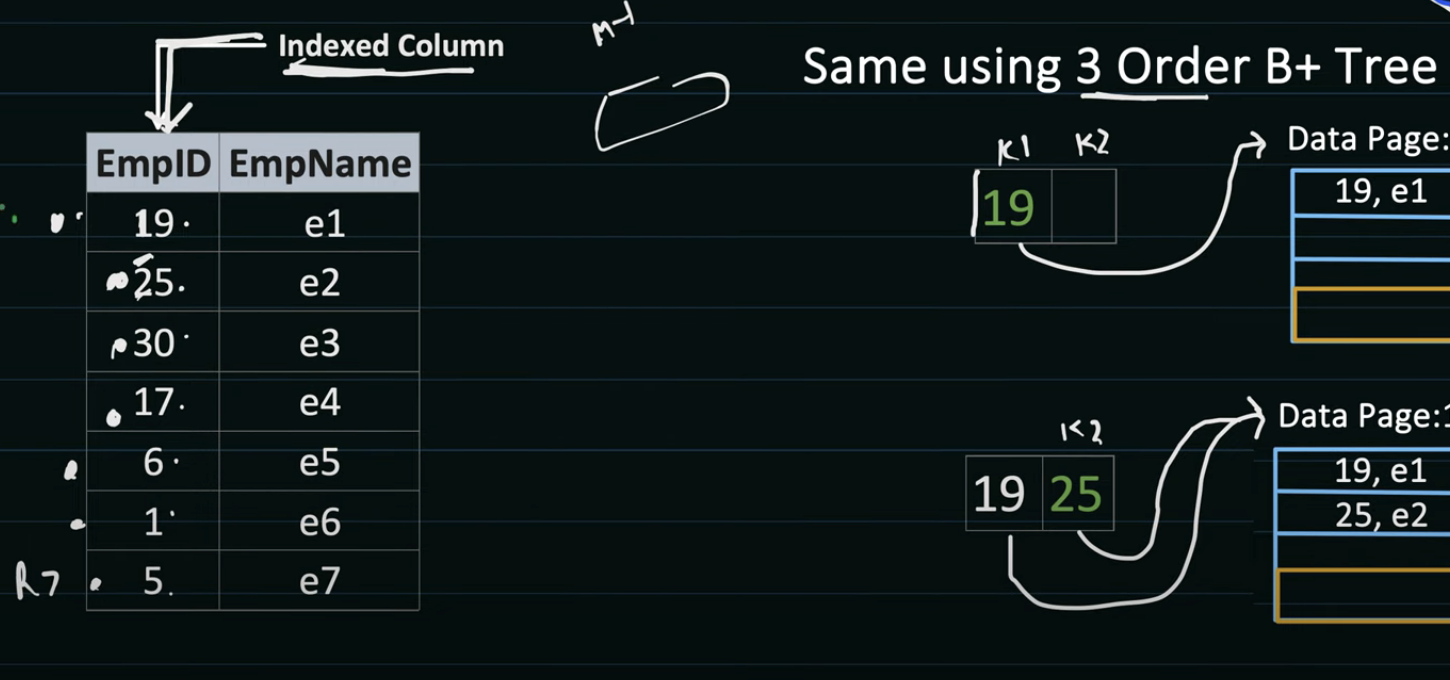 Indexed Column
M-1
Same using 3 Order B+ Tree
EmpID EmpName
19 e1
25 e2
30 e3
17 e4
6 e5
1 e6
R7 5 e7
K1 K2
19
Data Page:
19, e1
K2
19 25
Data Page:1
19, e1
25, e2